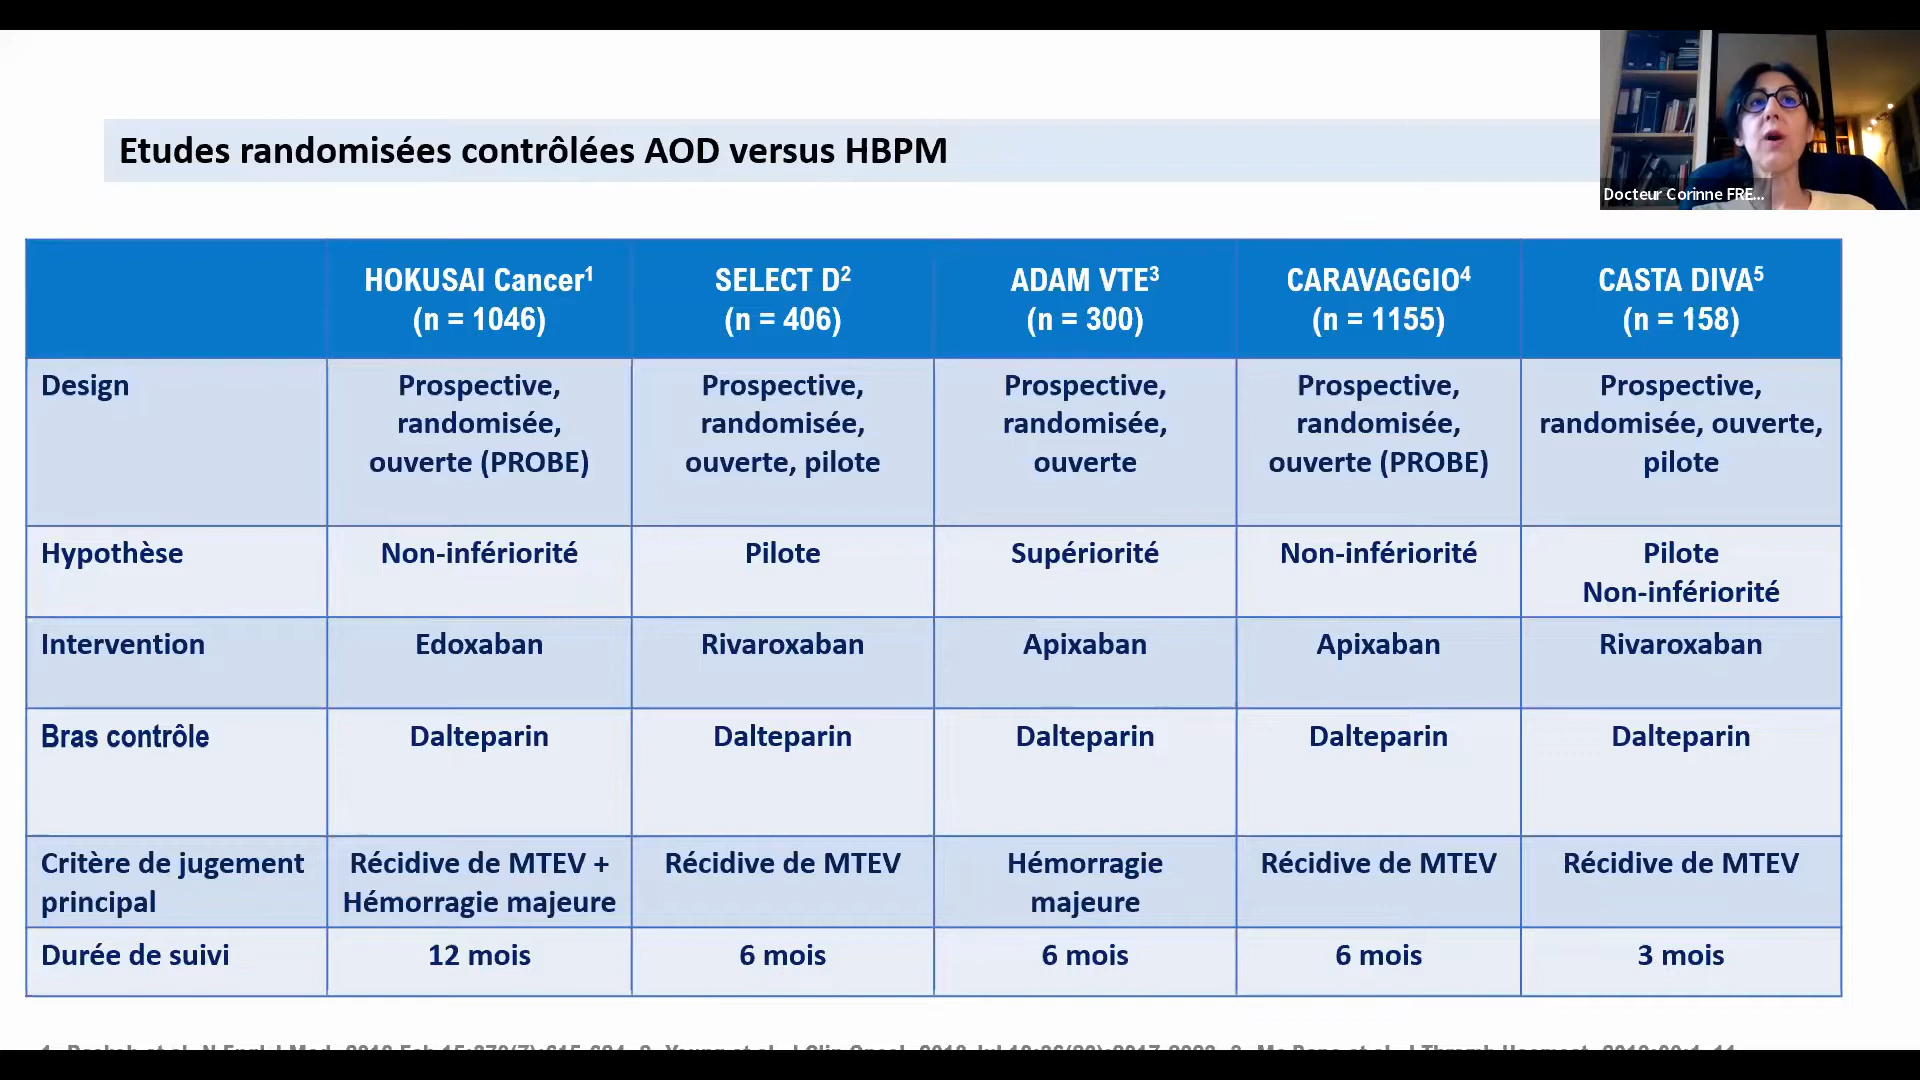 Docteur Corinne FRE...
Etudes randomisées contrôlées AOD versus HBPM
HOKUSAI Cancer¹ (n = 1046)
SELECT D² (n = 406)
ADAM VTE³ (n = 300)
CARAVAGGIO⁴ (n = 1155)
CASTA DIVA⁵ (n = 158)
Design
Prospective, randomisée, ouverte (PROBE)
Prospective, randomisée, ouverte, pilote
Prospective, randomisée, ouverte
Prospective, randomisée, ouverte (PROBE)
Prospective, randomisée, ouverte, pilote
Hypothèse
Non-infériorité
Pilote
Supériorité
Non-infériorité
Pilote Non-infériorité
Intervention
Edoxaban
Rivaroxaban
Apixaban
Apixaban
Rivaroxaban
Bras contrôle
Dalteparin
Dalteparin
Dalteparin
Dalteparin
Dalteparin
Critère de jugement principal
Récidive de MTEV + Hémorragie majeure
Récidive de MTEV
Hémorragie majeure
Récidive de MTEV
Récidive de MTEV
Durée de suivi
12 mois
6 mois
6 mois
6 mois
3 mois